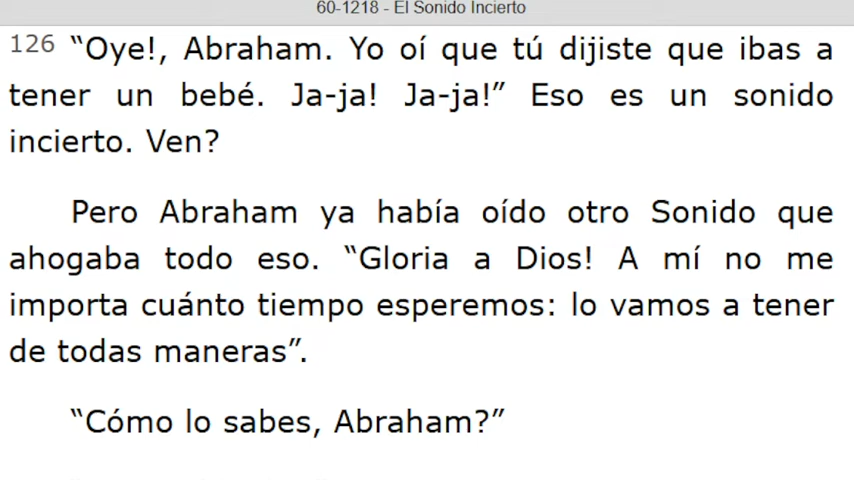 60-1218 - El Sonido Incierto
126 “Oye!, Abraham. Yo oí que tú dijiste que ibas a
tener un bebé. Ja-ja! Ja-ja!” Eso es un sonido
incierto. Ven?
Pero Abraham ya había oído otro Sonido que
ahogaba todo eso. “Gloria a Dios! A mí no me
importa cuánto tiempo esperemos: lo vamos a tener
de todas maneras”.
“Cómo lo sabes, Abraham?”